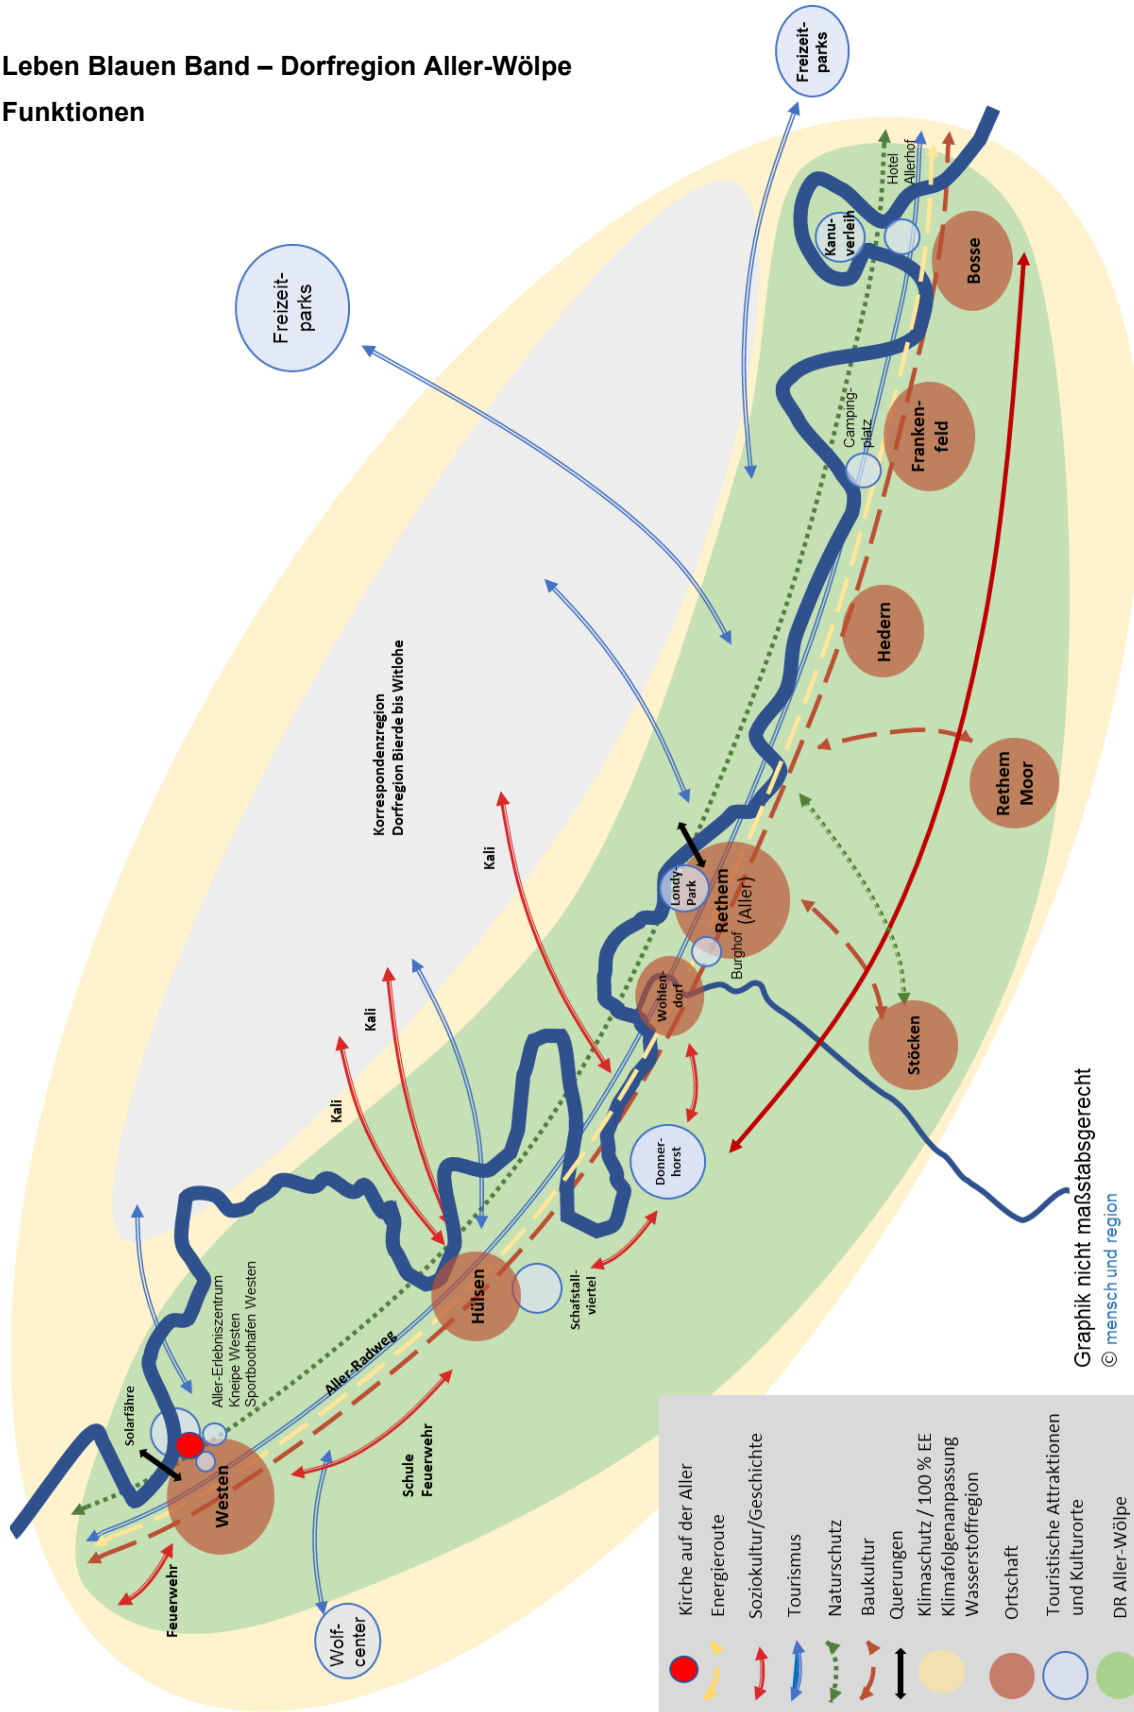 Leben Blauen Band – Dorfregion Aller-Wölpe
Funktionen
Freizeit-
parks
Freizeit-
parks
Hotel
Allerhof
Kanu-
verleih
Bosse
Camping-
platz
Franken-
feld
Hedern
Korrespondenzregion
Dorfregion Bierde bis Witlohe
Rethem
Moor
Kali
Londy-
Park
Rethem
(Aller)
Burghof
Wohlen-
dorf
Kali
Kali
Stöcken
Donner-
horst
Schafstall-
viertel
Hülsen
Aller-Radweg
Aller-Erlebniszentrum
Kneipe Westen
Sportboothafen Westen
Solarfähre
Westen
Schule
Feuerwehr
Feuerwehr
Wolf-
center
Graphik nicht maßstabsgerecht
© mensch und region
Kirche auf der Aller
Energieroute
Soziokultur/Geschichte
Tourismus
Naturschutz
Baukultur
Querungen
Klimaschutz / 100 % EE
Klimafolgenanpassung
Wasserstoffregion
Ortschaft
Touristische Attraktionen
und Kulturorte
DR Aller-Wölpe